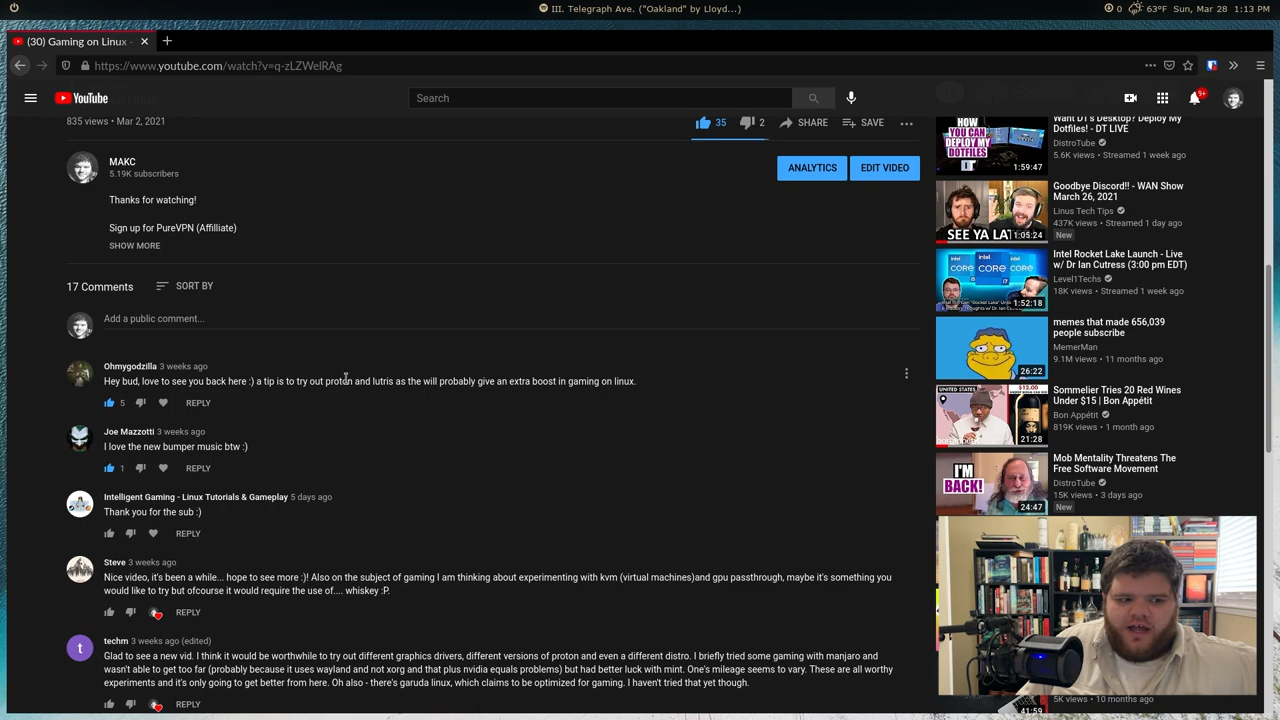 III. Telegraph Ave. ("Oakland" by Lloyd...)
0 63°F Sun, Mar 28 1:13 PM
(30) Gaming on Linux -
https://www.youtube.com/watch?v=q-zLZWelRAg
YouTube
Search
9+
835 views • Mar 2, 2021
35 2 SHARE SAVE
MAKC
5.19K subscribers
ANALYTICS EDIT VIDEO
Thanks for watching!
Sign up for PureVPN (Affilliate)
SHOW MORE
17 Comments SORT BY
Add a public comment...
Ohmygodzilla 3 weeks ago
Hey bud, love to see you back here :) a tip is to try out proton and lutris as the will probably give an extra boost in gaming on linux.
5 REPLY
Joe Mazzotti 3 weeks ago
I love the new bumper music btw :)
1 REPLY
Intelligent Gaming - Linux Tutorials & Gameplay 5 days ago
Thank you for the sub :)
REPLY
Steve 3 weeks ago
Nice video, it's been a while... hope to see more :)! Also on the subject of gaming I am thinking about experimenting with kvm (virtual machines)and gpu passthrough, maybe it's something you
would like to try but ofcourse it would require the use of.... whiskey :P.
REPLY
t
techm 3 weeks ago (edited)
Glad to see a new vid. I think it would be worthwhile to try out different graphics drivers, different versions of proton and even a different distro. I briefly tried some gaming with manjaro and
wasn't able to get too far (probably because it uses wayland and not xorg and that plus nvidia equals problems) but had better luck with mint. One's mileage seems to vary. These are all worthy
experiments and it's only going to get better from here. Oh also - there's garuda linux, which claims to be optimized for gaming. I haven't tried that yet though.
REPLY
HOW
YOU CAN
DEPLOY MY
DOTFILES
1:59:47
Want DT's Desktop? Deploy My
Dotfiles! - DT LIVE
DistroTube
5.6K views • Streamed 1 week ago
SEE YA LAT
1:05:24
Goodbye Discord!! - WAN Show
March 26, 2021
Linus Tech Tips
437K views • Streamed 1 day ago
New
intel
CORE
1:52:18
Intel Rocket Lake Launch - Live
w/ Dr Ian Cutress (3:00 pm EDT)
Level1Techs
18K views • Streamed 1 week ago
26:22
memes that made 656,039
people subscribe
MemerMan
9.1M views • 11 months ago
UNITED STATES
$12.00
21:28
Sommelier Tries 20 Red Wines
Under $15 | Bon Appétit
Bon Appétit
819K views • 1 month ago
I'M
BACK!
24:47
Mob Mentality Threatens The
Free Software Movement
DistroTube
15K views • 3 days ago
New
5K views • 10 months ago
41:59